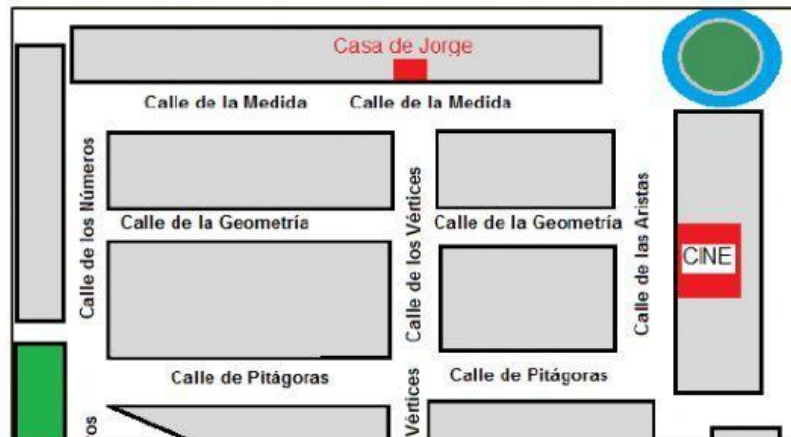 Casa de Jorge
Calle de la Medida
Calle de la Medida
Calle de los Números
Calle de la Geometría
Calle de los Vértices
Calle de la Geometría
Calle de las Aristas
CINE
Calle de Pitágoras
Calle de Pitágoras
Vértices
ros